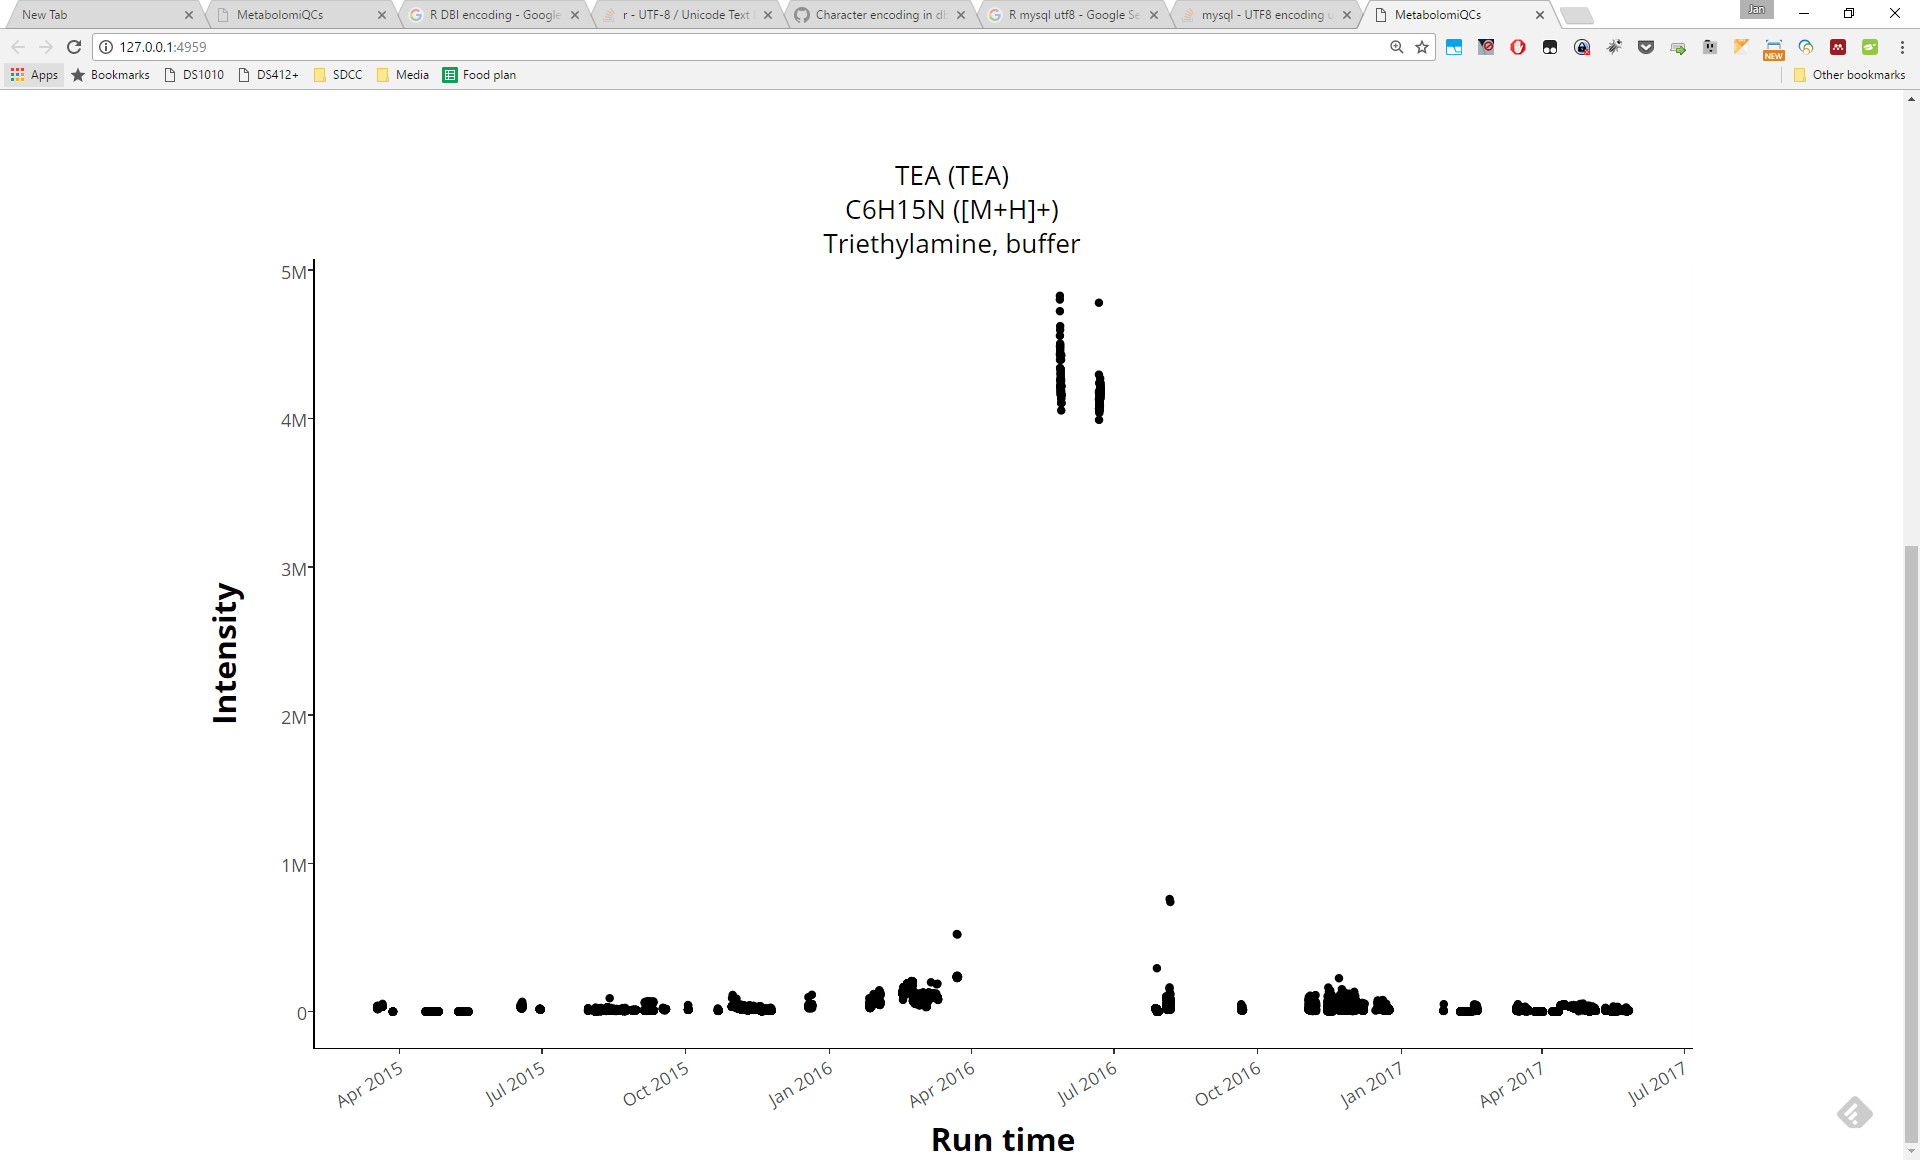 New Tab
MetabolomiQCs
R DBI encoding - Google
r - UTF-8 / Unicode Text
Character encoding in db
R mysql utf8 - Google Se
mysql - UTF8 encoding u
MetabolomiQCs
Jan
127.0.0.1:4959
NEW
Apps
Bookmarks
DS1010
DS412+
SDCC
Media
Food plan
Other bookmarks
TEA (TEA)
C6H15N ([M+H]+)
Triethylamine, buffer
5M
4M
3M
2M
1M
0
Intensity
Apr 2015
Jul 2015
Oct 2015
Jan 2016
Apr 2016
Jul 2016
Oct 2016
Jan 2017
Apr 2017
Jul 2017
Run time